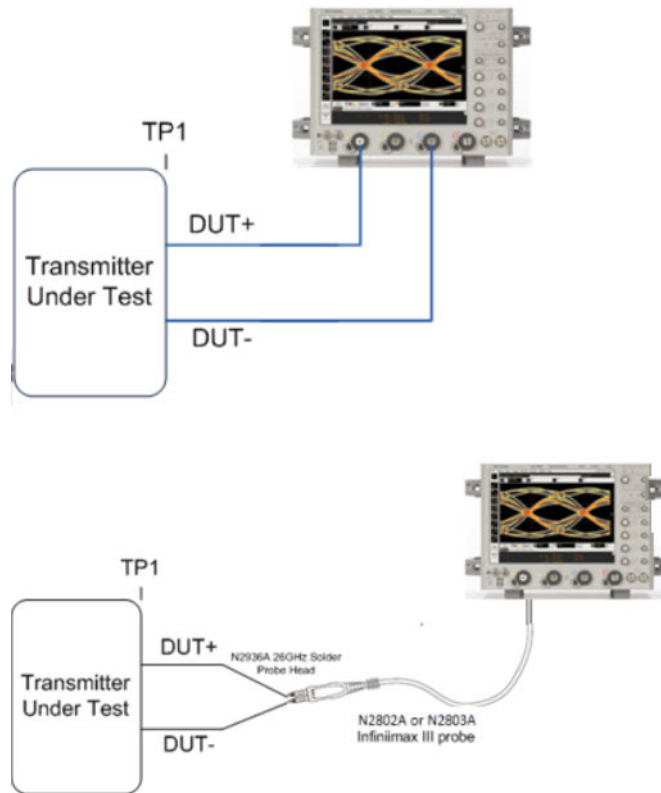 TP1
DUT+
Transmitter
Under Test
DUT-
TP1
DUT+
N2936A 26GHz Solder
Probe Head
Transmitter
Under Test
N2802A or N2803A
Infiniimax III probe
DUT-